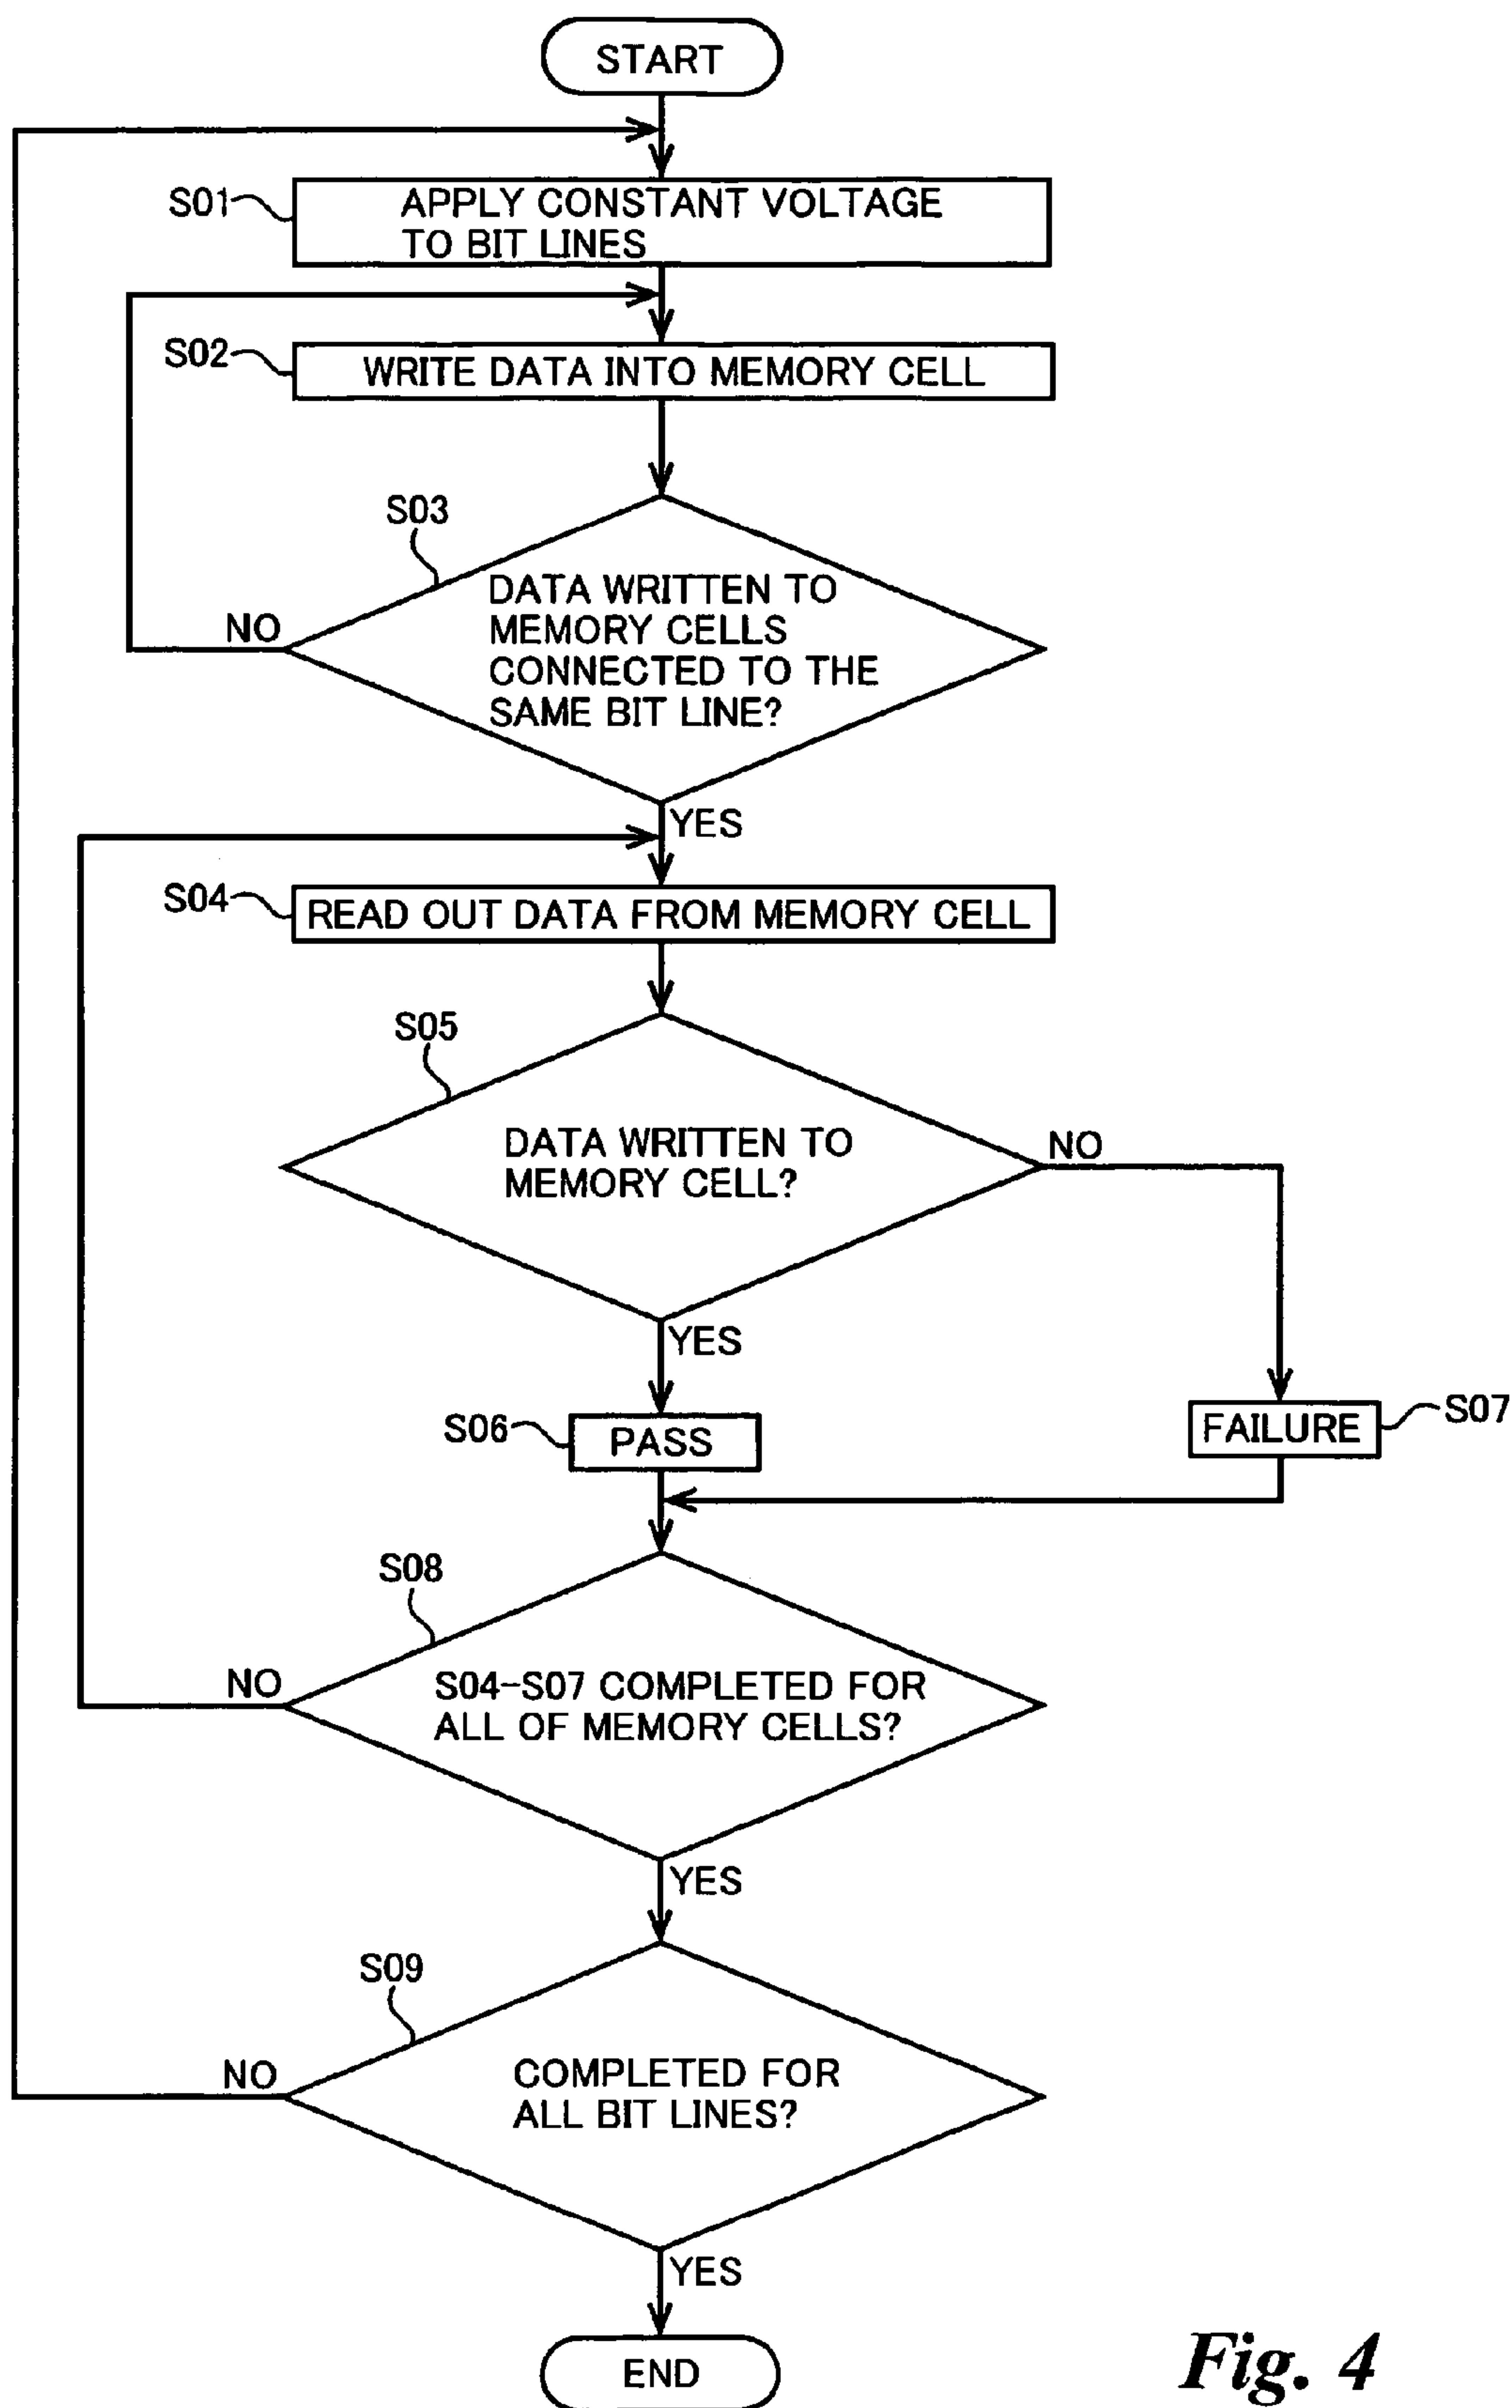 START
S01
APPLY CONSTANT VOLTAGE
TO BIT LINES
S02
WRITE DATA INTO MEMORY CELL
S03
DATA WRITTEN TO
MEMORY CELLS
CONNECTED TO THE
SAME BIT LINE?
NO
YES
S04
READ OUT DATA FROM MEMORY CELL
S05
DATA WRITTEN TO
MEMORY CELL?
NO
YES
S06
PASS
FAILURE
S07
S08
S04-S07 COMPLETED FOR
ALL OF MEMORY CELLS?
NO
YES
S09
COMPLETED FOR
ALL BIT LINES?
NO
YES
END
Fig. 4